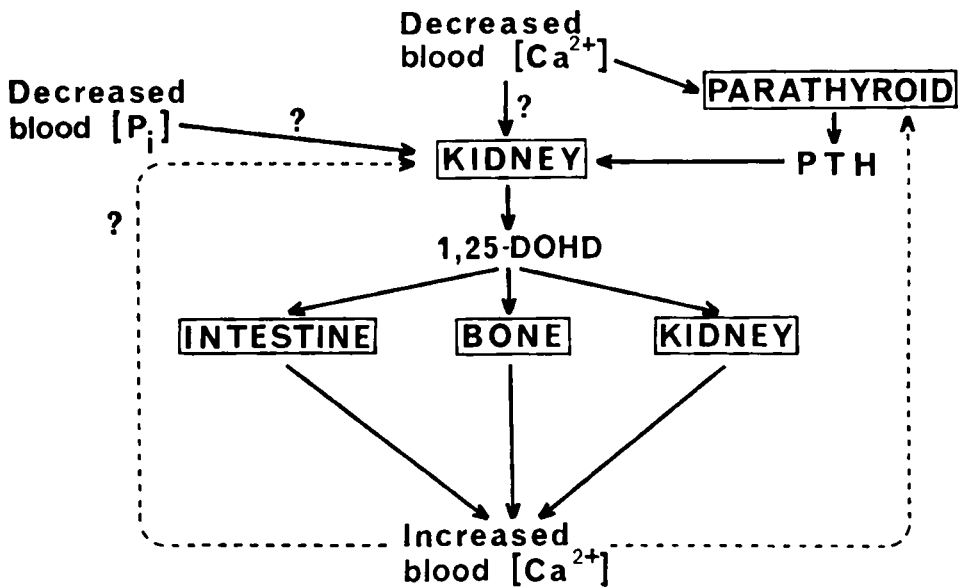 Decreased
blood [Ca²⁺]
Decreased
blood [Pᵢ]
?
?
PARATHYROID
KIDNEY
PTH
?
1,25-DOHD
INTESTINE
BONE
KIDNEY
Increased
blood [Ca²⁺]